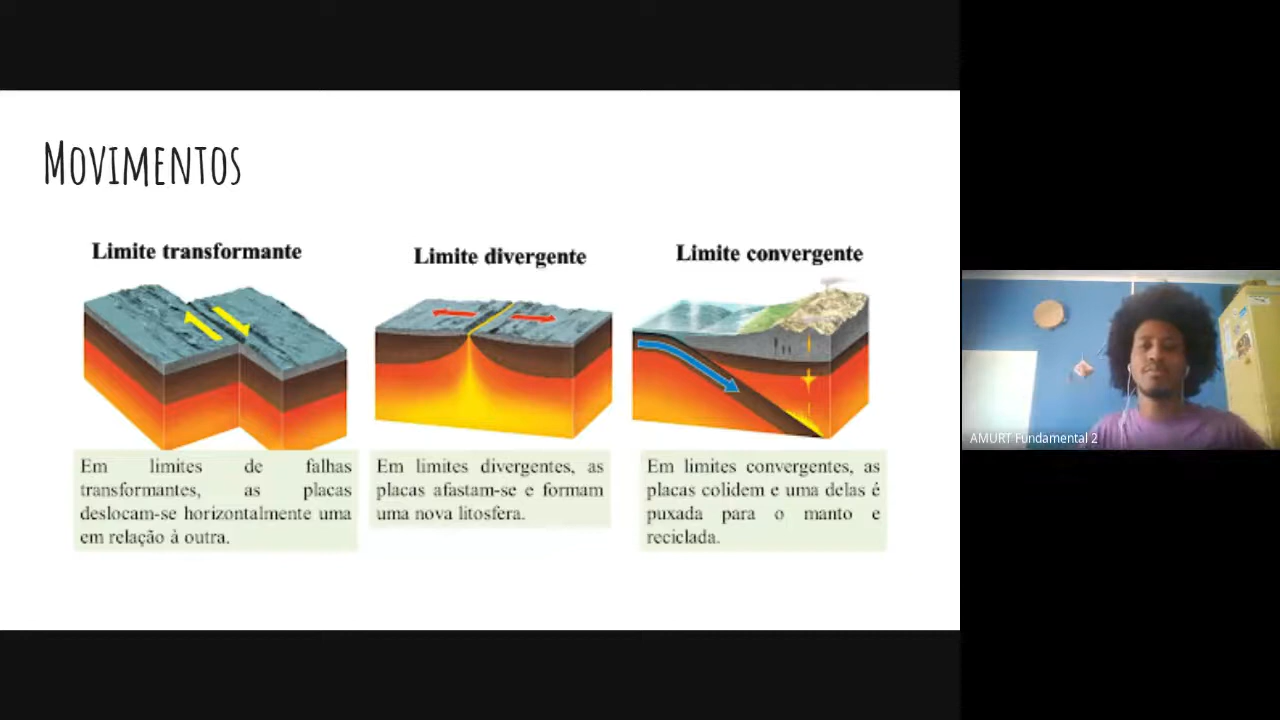 Movimentos
Limite transformante
Limite divergente
Limite convergente
Em limites de falhas
transformantes, as placas
deslocam-se horizontalmente uma
em relação à outra.
Em limites divergentes, as
placas afastam-se e formam
uma nova litosfera.
Em limites convergentes, as
placas colidem e uma delas é
puxada para o manto e
reciclada.
AMURT Fundamental 2